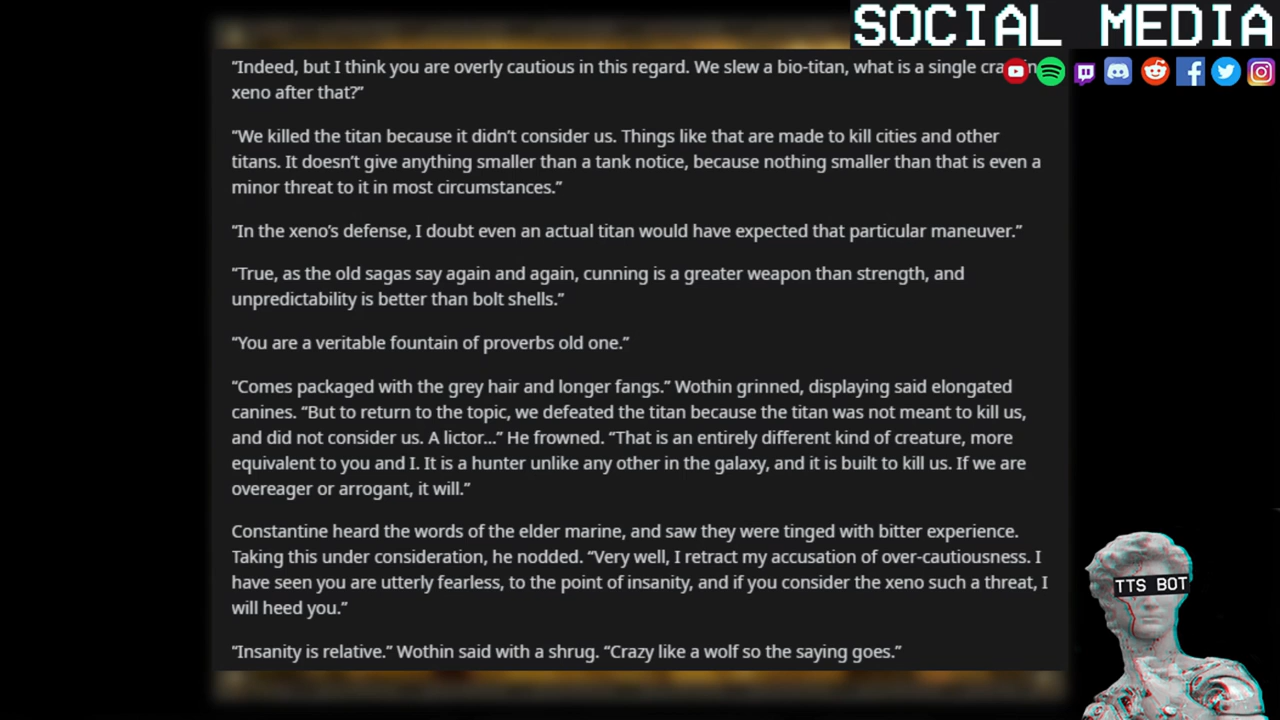 SOCIAL MEDIA
“Indeed, but I think you are overly cautious in this regard. We slew a bio-titan, what is a single
xeno after that?”
“We killed the titan because it didn’t consider us. Things like that are made to kill cities and other
titans. It doesn’t give anything smaller than a tank notice, because nothing smaller than that is even a
minor threat to it in most circumstances.”
“In the xeno’s defense, I doubt even an actual titan would have expected that particular maneuver.”
“True, as the old sagas say again and again, cunning is a greater weapon than strength, and
unpredictability is better than bolt shells.”
“You are a veritable fountain of proverbs old one.”
“Comes packaged with the grey hair and longer fangs.” Wothin grinned, displaying said elongated
canines. “But to return to the topic, we defeated the titan because the titan was not meant to kill us,
and did not consider us. A lictor...” He frowned. “That is an entirely different kind of creature, more
equivalent to you and I. It is a hunter unlike any other in the galaxy, and it is built to kill us. If we are
overeager or arrogant, it will.”
Constantine heard the words of the elder marine, and saw they were tinged with bitter experience.
Taking this under consideration, he nodded. “Very well, I retract my accusation of over-cautiousness. I
have seen you are utterly fearless, to the point of insanity, and if you consider the xeno such a threat, I
will heed you.”
“Insanity is relative.” Wothin said with a shrug. “Crazy like a wolf so the saying goes.”
TTS BOT